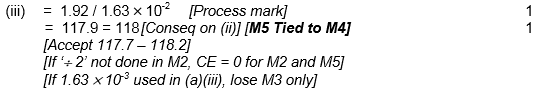 (iii) = 1.92 / 1.63 × 10⁻² [Process mark] 1
= 117.9 = 118[Conseq on (ii)] [M5 Tied to M4] 1
[Accept 117.7 – 118.2]
[If '÷ 2' not done in M2, CE = 0 for M2 and M5]
[If 1.63 × 10⁻³ used in (a)(iii), lose M3 only]